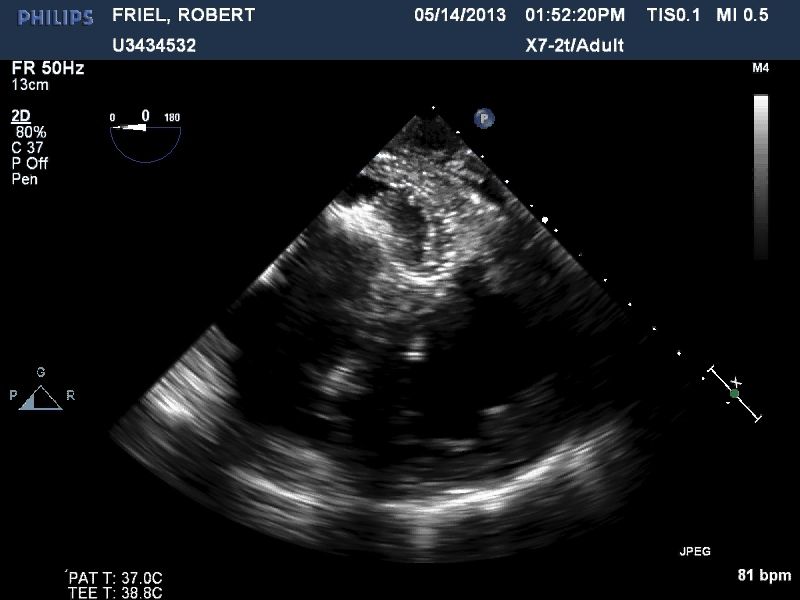 PHILIPS FRIEL, ROBERT 05/14/2013 01:52:20PM TIS0.1 MI 0.5
U3434532 X7-2t/Adult
FR 50Hz
13cm
M4
2D
80%
C 37
P Off
Pen
0 0 180
P
G
P R
X
JPEG
PAT T: 37.0C
TEE T: 38.8C
81 bpm